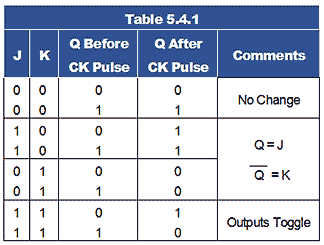 Table 5.4.1
J K Q Before CK Pulse Q After CK Pulse Comments
0 0 0 0 No Change
0 0 1 1
1 0 0 1 Q = J
1 0 1 1
0 1 0 0 Q̅ = K
0 1 1 0
1 1 0 1 Outputs Toggle
1 1 1 0